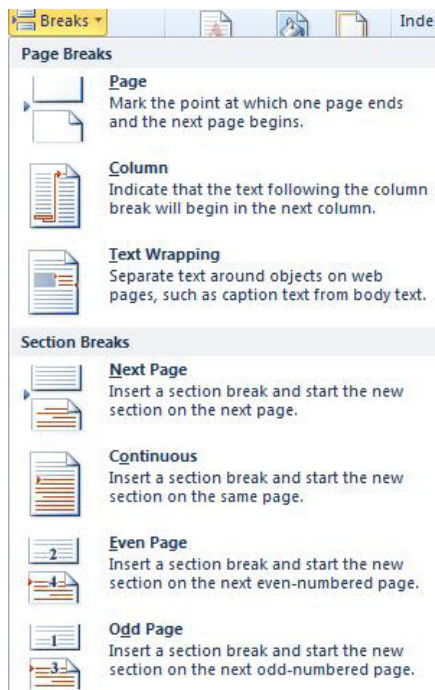 Breaks
Inde
Page Breaks
Page
Mark the point at which one page ends
and the next page begins.
Column
Indicate that the text following the column
break will begin in the next column.
Text Wrapping
Separate text around objects on web
pages, such as caption text from body text.
Section Breaks
Next Page
Insert a section break and start the new
section on the next page.
Continuous
Insert a section break and start the new
section on the same page.
2
4
Even Page
Insert a section break and start the new
section on the next even-numbered page.
1
3
Odd Page
Insert a section break and start the new
section on the next odd-numbered page.